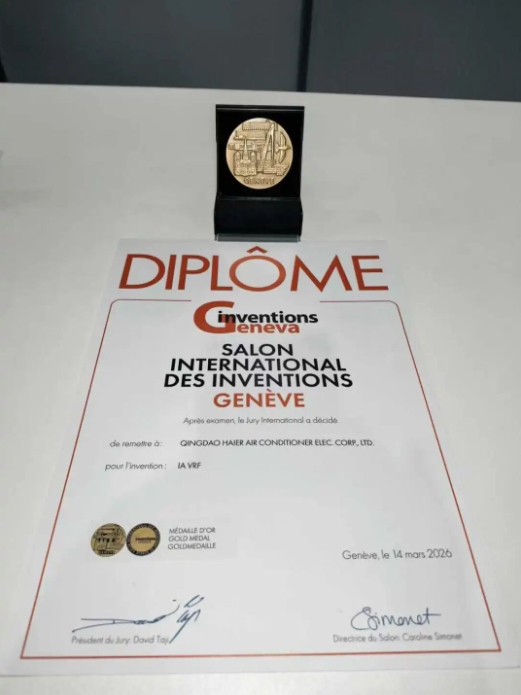 DIPLÔME
inventions
Geneva
SALON
INTERNATIONAL
DES INVENTIONS
GENÈVE
Après examen, le Jury International a décidé
de remettre à: QINGDAO HAIER AIR CONDITIONER ELEC. CORP., LTD.
pour l'invention: IA VRF
MÉDAILLE D'OR
GOLD MEDAL
GOLDMEDAILLE
Genève, le 14 mars 2026
Simonet
Président du Jury: David Taji
Directrice du Salon: Caroline Simonet